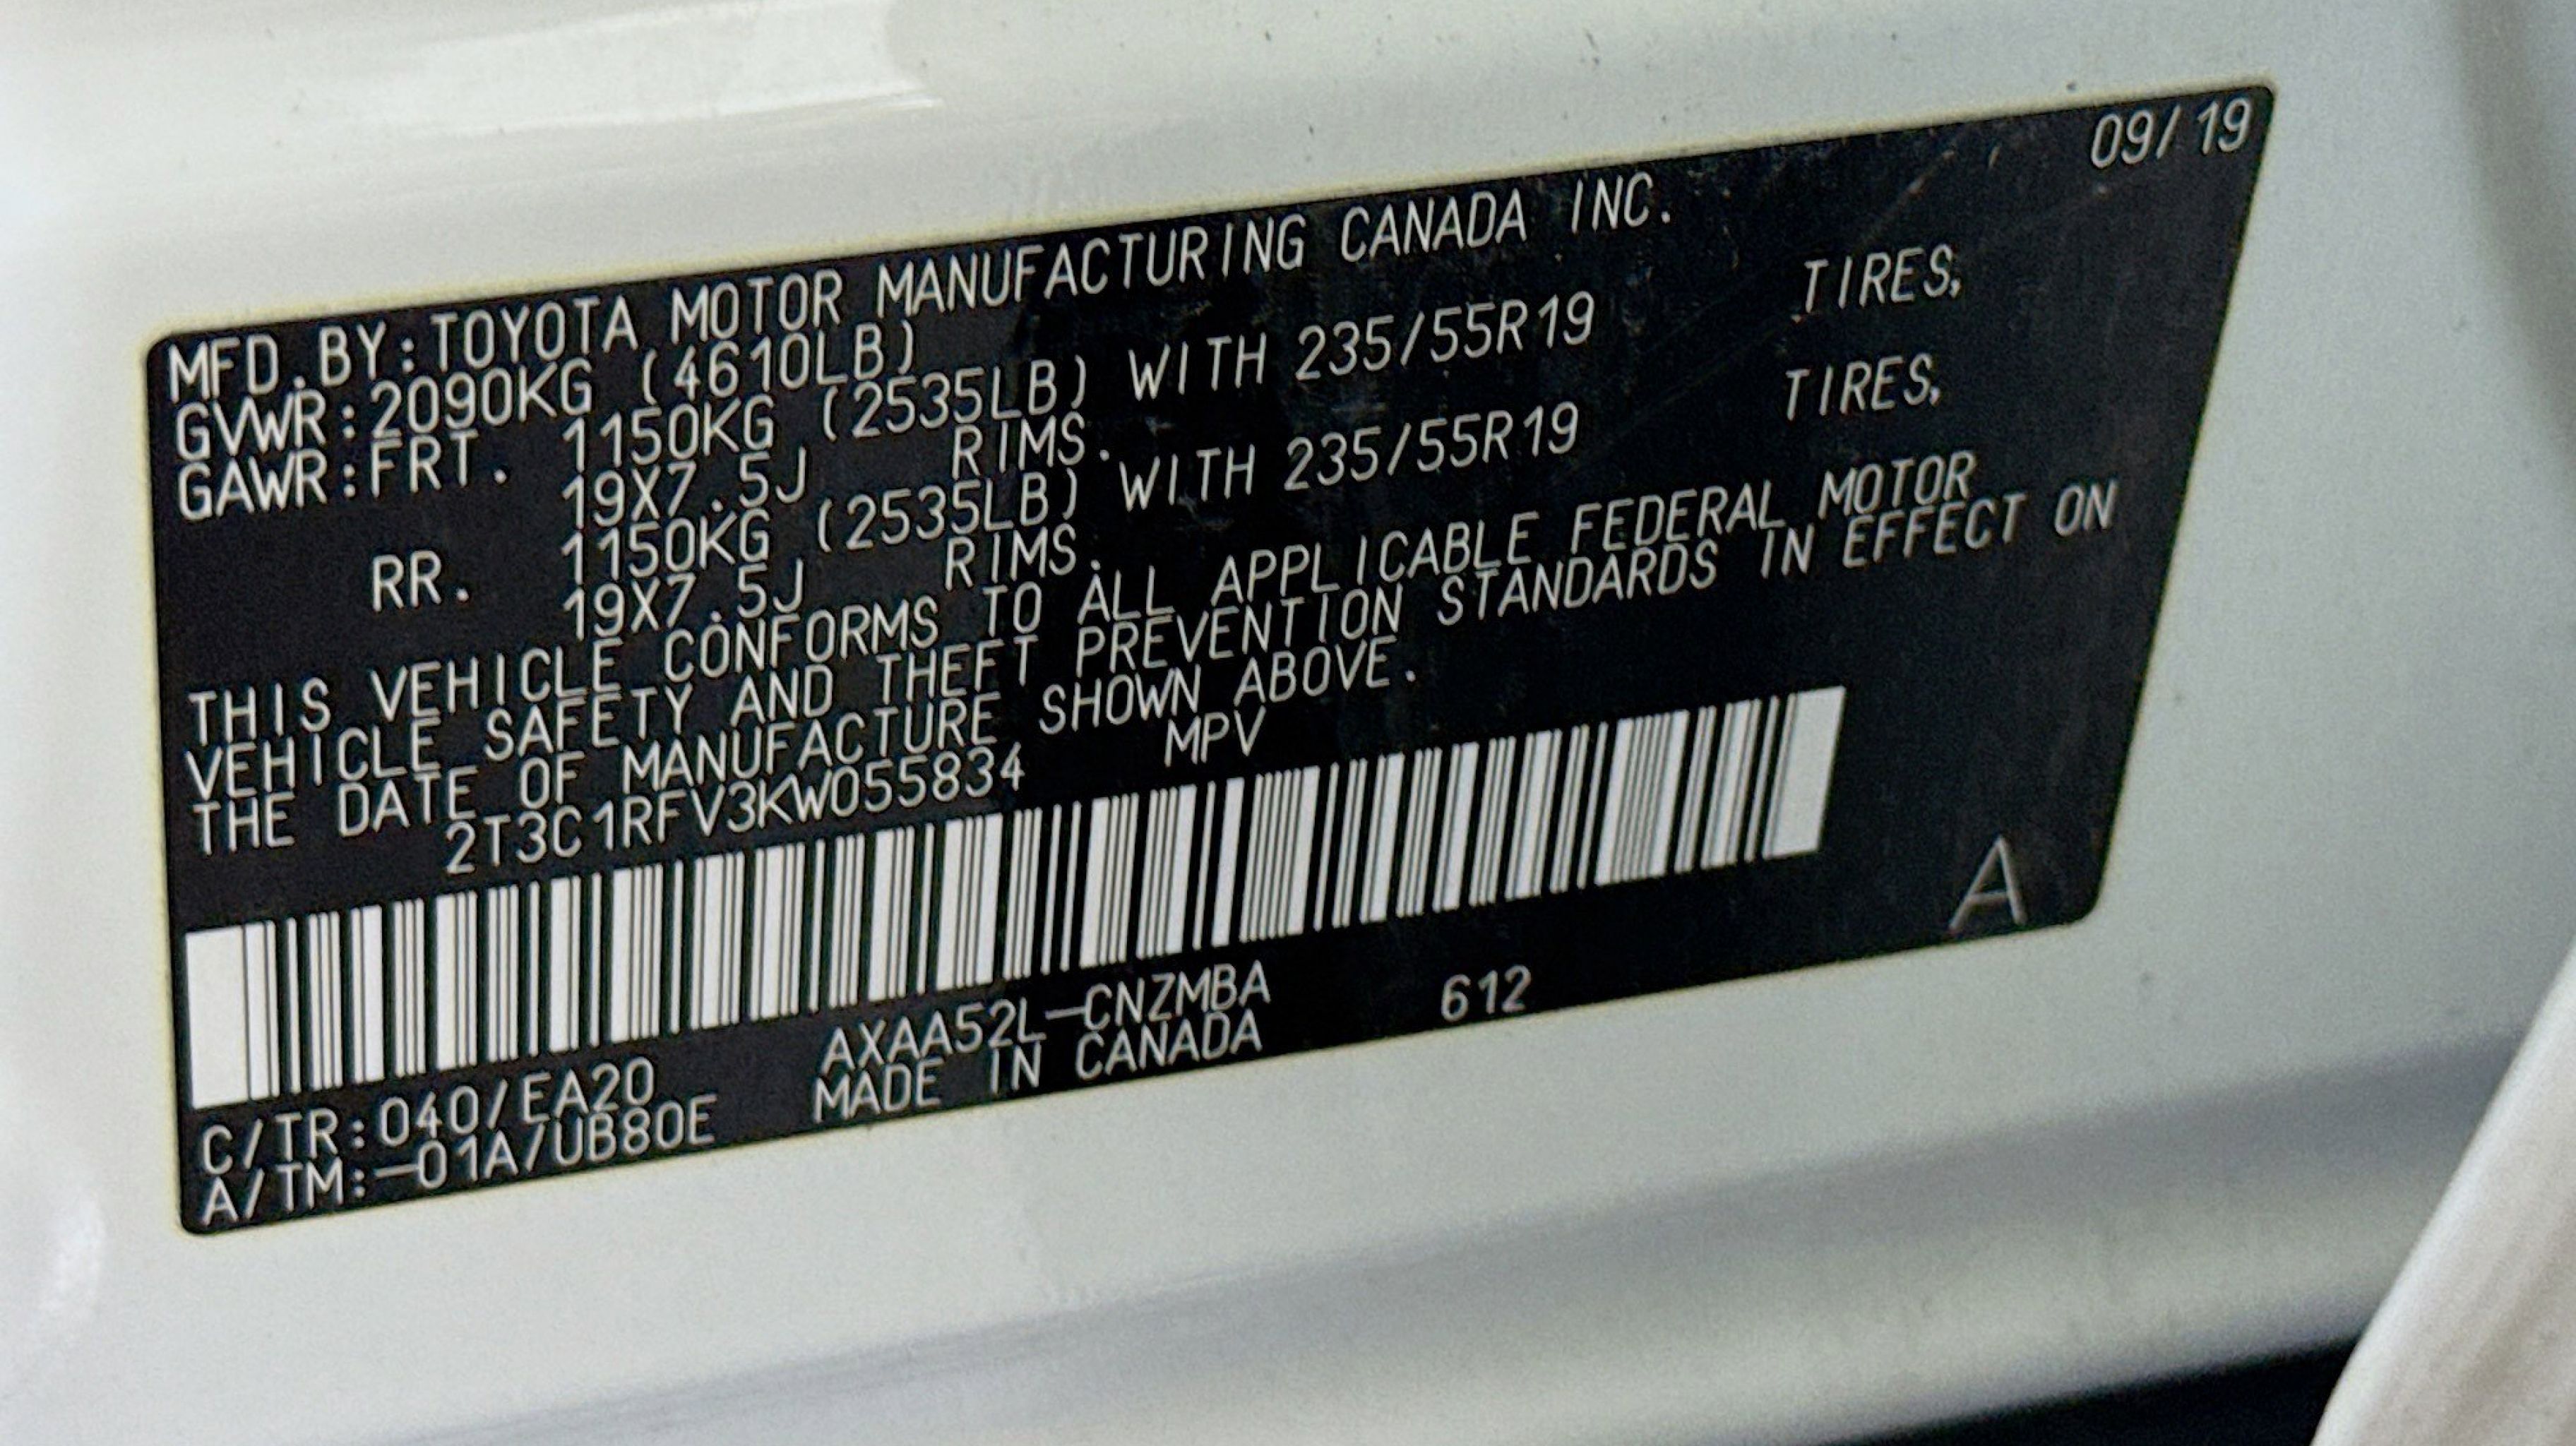 09/19
MFD.BY:TOYOTA MOTOR MANUFACTURING CANADA INC.
GVWR:2090KG (4610LB)
GAWR:FRT. 1150KG (2535LB) WITH 235/55R19 TIRES,
19X7.5J RIMS.
RR. 1150KG (2535LB) WITH 235/55R19 TIRES,
19X7.5J RIMS.
THIS VEHICLE CONFORMS TO ALL APPLICABLE FEDERAL MOTOR
VEHICLE SAFETY AND THEFT PREVENTION STANDARDS IN EFFECT ON
THE DATE OF MANUFACTURE SHOWN ABOVE.
2T3C1RFV3KW055834 MPV
A
C/TR:040/EA20 AXAA52L-CNZMBA 612
A/TM:-01A/UB80E MADE IN CANADA